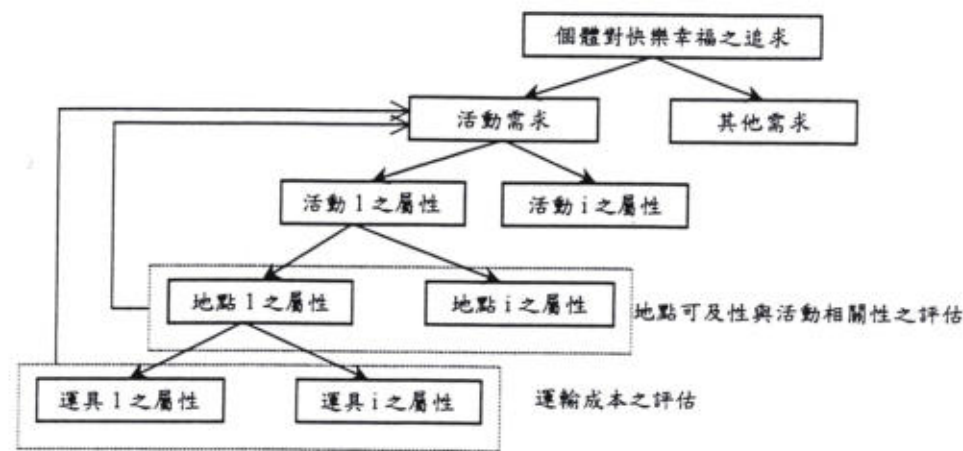 個體對快樂幸福之追求
活動需求
其他需求
活動 1 之屬性
活動 i 之屬性
地點 1 之屬性
地點 i 之屬性
地點可及性與活動相關性之評估
運具 1 之屬性
運具 i 之屬性
運輸成本之評估